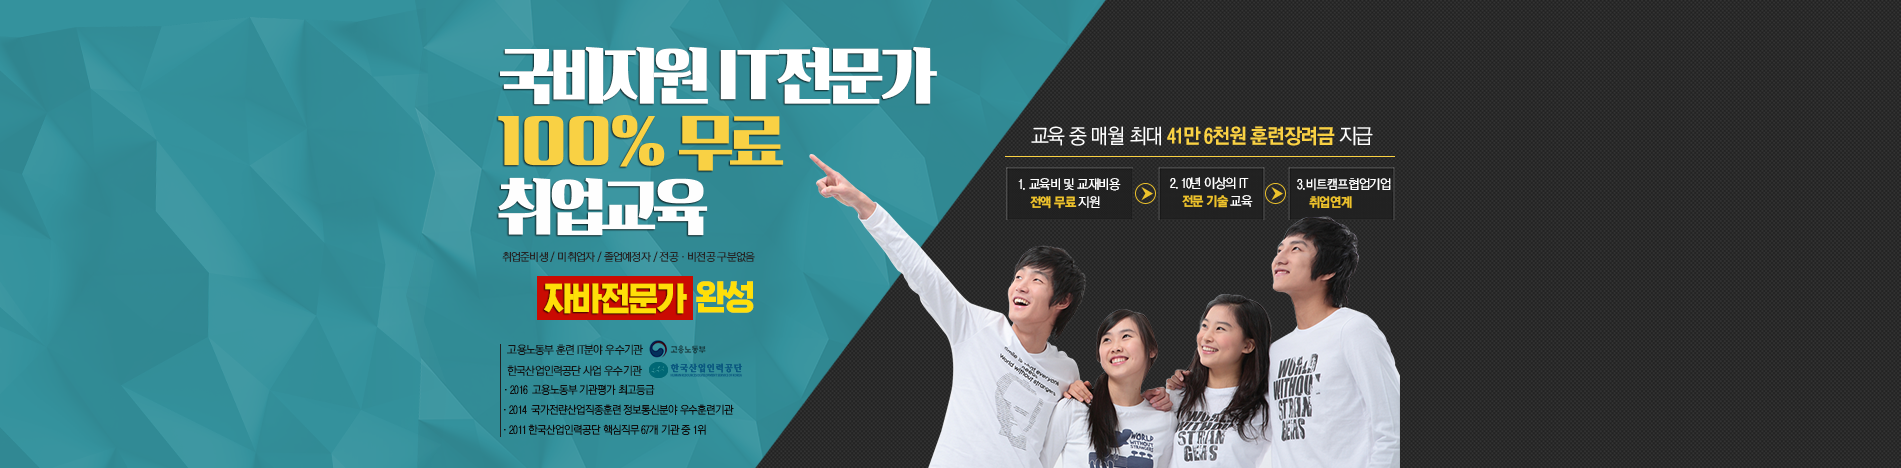 국비지원 IT전문가
100% 무료
취업교육
취업준비생 / 미취업자 / 졸업예정자 / 전공 · 비전공 구분없음
자바전문가 완성
고용노동부 훈련 IT분야 우수기관 고용노동부
한국산업인력공단 사업 우수기관 한국산업인력공단
· 2016 고용노동부 기관평가 최고등급
· 2014 국가전략산업직종훈련 정보통신분야 우수훈련기관
· 2011 한국산업인력공단 핵심직무 67개 기관 중 1위
교육 중 매월 최대 41만 6천원 훈련장려금 지급
1. 교육비 및 교재비용
전액 무료 지원
2. 10년 이상의 IT
전문 기술 교육
3. 비트캠프협업기업
취업연계
world without strangers
WORLD
WITHOUT
STRANGERS
WITHOUT
STRAN
GERS
WORLD
WITHOUT
STRAN
GERS